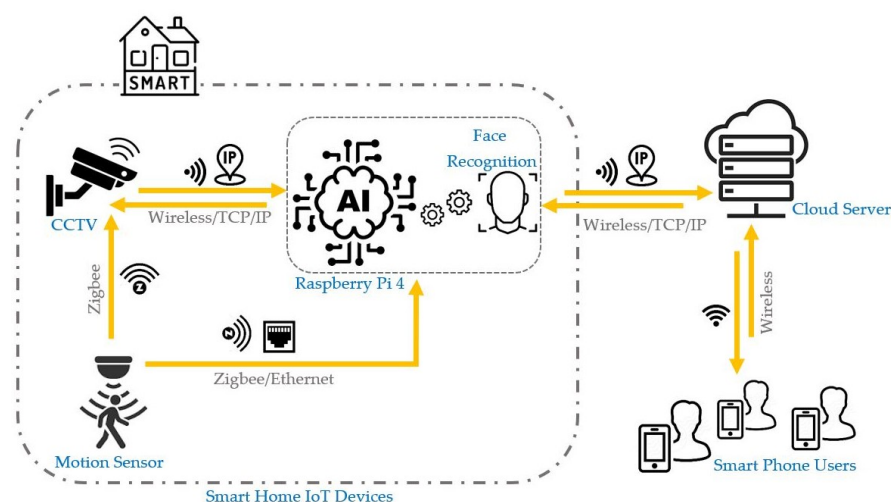 SMART
Face
Recognition
IP
IP
AI
CCTV
Wireless/TCP/IP
Wireless/TCP/IP
Cloud Server
Raspberry Pi 4
Zigbee
Z
Wireless
Z
Zigbee/Ethernet
Motion Sensor
Smart Phone Users
Smart Home IoT Devices